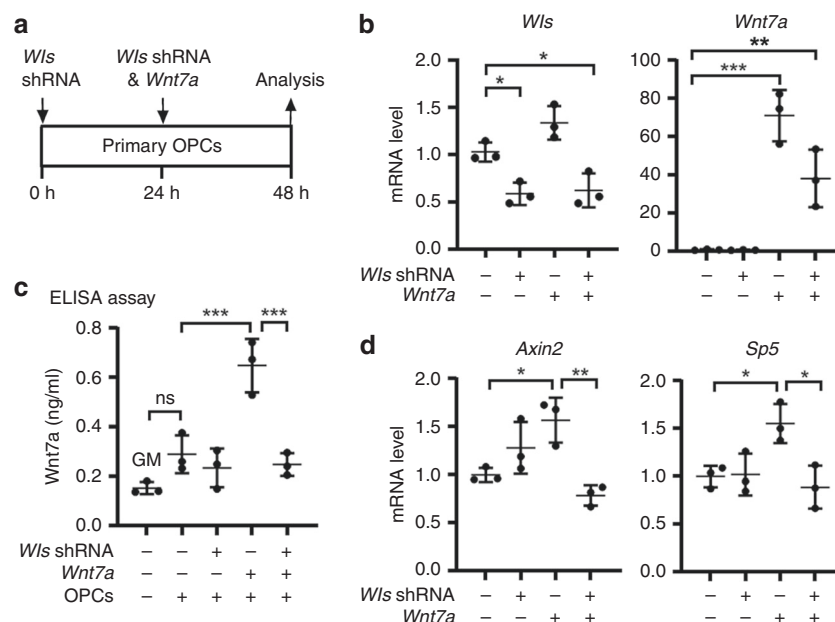 a
Wls
shRNA
Wls shRNA
& Wnt7a
Analysis
Primary OPCs
0 h
24 h
48 h
b
Wls
Wnt7a
mRNA level
2.0
1.5
1.0
0.5
0.0
*
*
100
80
60
40
20
0
**
***
Wls shRNA – + – + – + – +
Wnt7a – – + + – – + +
c
ELISA assay
Wnt7a (ng/ml)
0.8
0.6
0.4
0.2
0.0
GM
ns
***
***
Wls shRNA – – + – +
Wnt7a – – – + +
OPCs – + + + +
d
Axin2
Sp5
mRNA level
2.0
1.5
1.0
0.5
0.0
*
**
2.0
1.5
1.0
0.5
0.0
*
*
Wls shRNA – + – + – + – +
Wnt7a – – + + – – + +